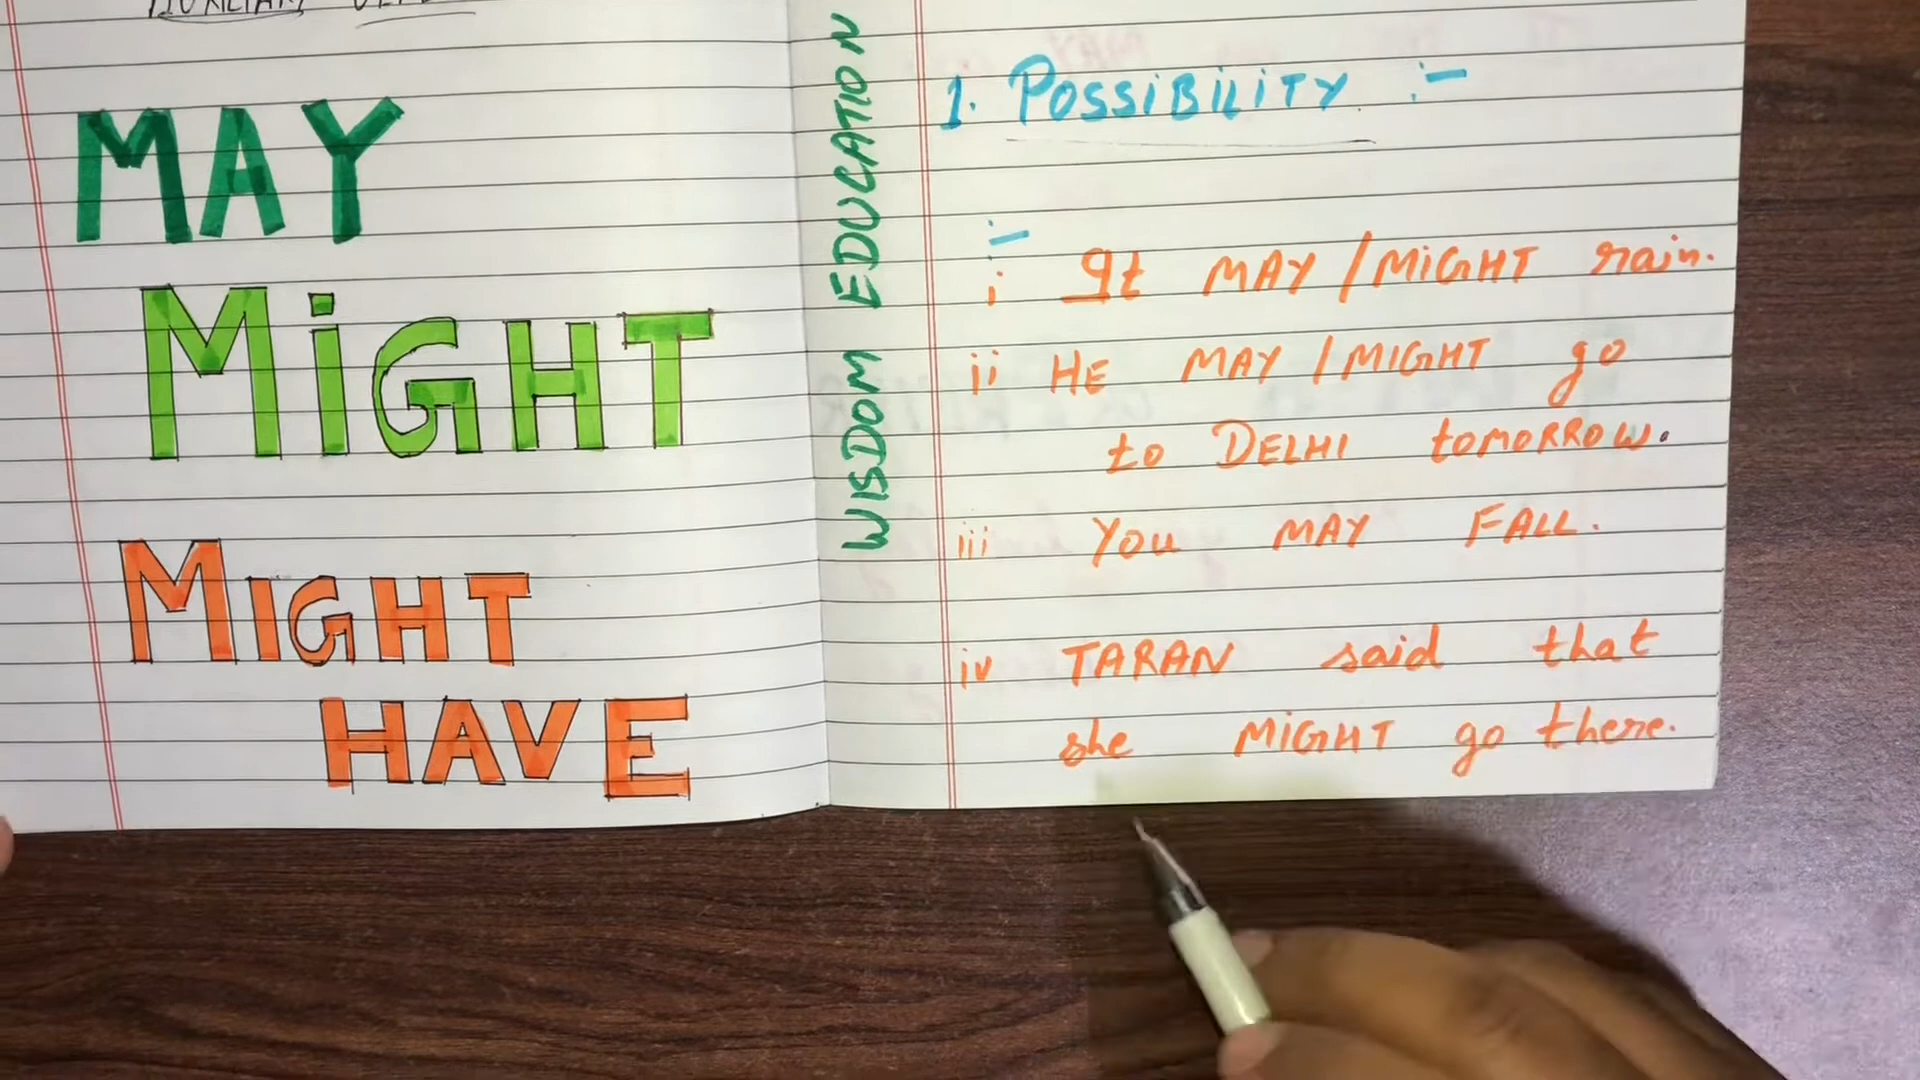 MAY
MiGHT
MIGHT
HAVE
WISDOM EDUCATION
1. POSSiBiLiTY :-
:-
i It MAY / MiGHT rain.
ii HE MAY / MIGHT go
to DELHI tomoRROW.
iii You MAY FALL.
iv TARAN said that
she MiGHT go there.